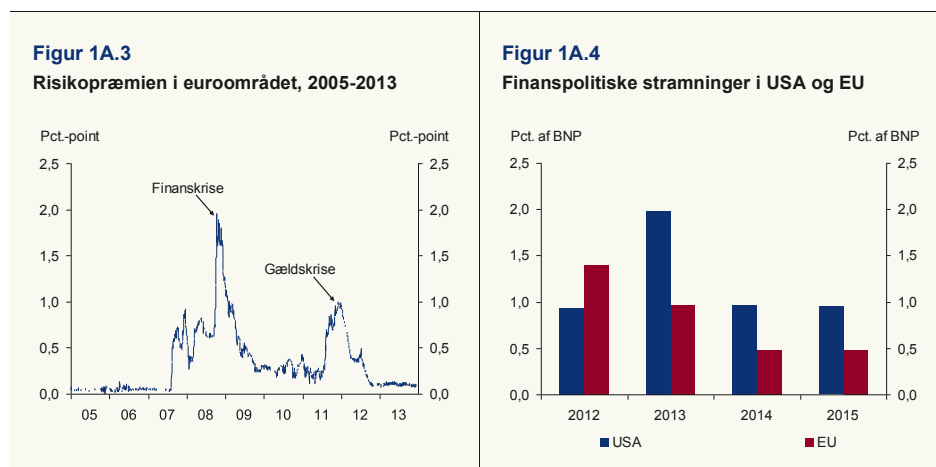 Figur 1A.3
Risikopræmien i euroområdet, 2005-2013
Pct.-point Pct.-point
2,5 2,5
Finanskrise
2,0 2,0
1,5 1,5
Gældskrise
1,0 1,0
0,5 0,5
0,0 0,0
05 06 07 08 09 10 11 12 13
Figur 1A.4
Finanspolitiske stramninger i USA og EU
Pct. af BNP Pct. af BNP
2,5 2,5
2,0 2,0
1,5 1,5
1,0 1,0
0,5 0,5
0,0 0,0
2012 2013 2014 2015
USA EU